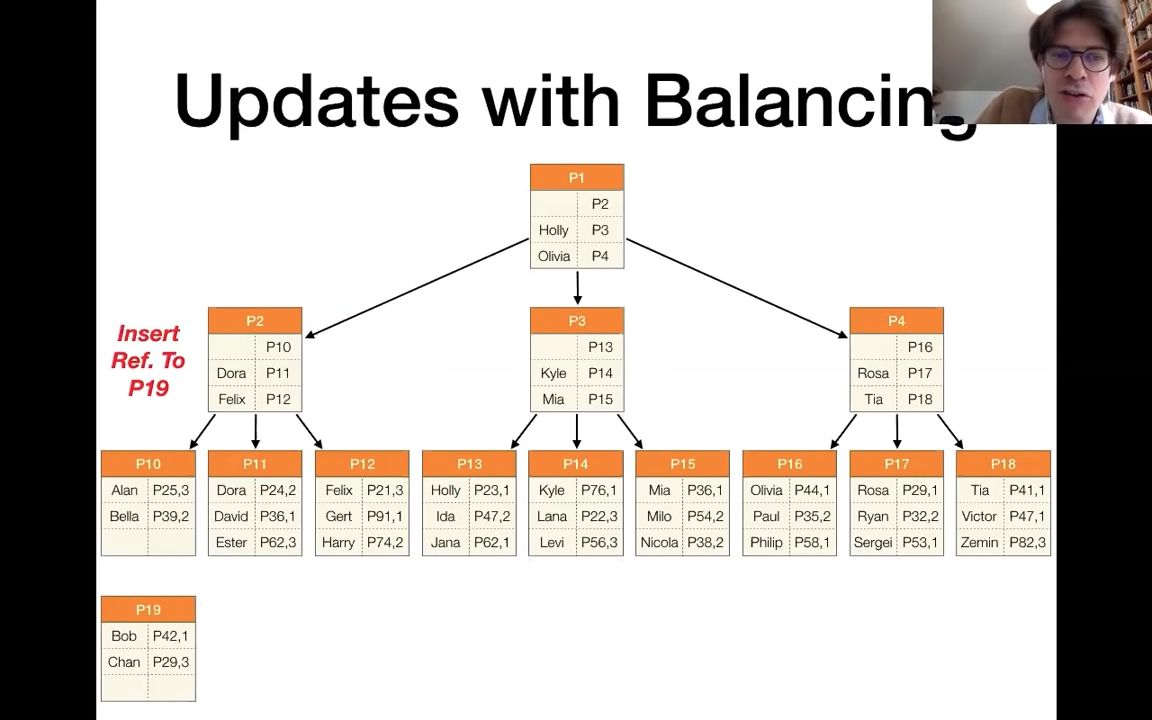 Updates with Balancing
P1
P2
Holly P3
Olivia P4
Insert
Ref. To
P19
P2
P10
Dora P11
Felix P12
P3
P13
Kyle P14
Mia P15
P4
P16
Rosa P17
Tia P18
P10
Alan P25,3
Bella P39,2
P11
Dora P24,2
David P36,1
Ester P62,3
P12
Felix P21,3
Gert P91,1
Harry P74,2
P13
Holly P23,1
Ida P47,2
Jana P62,1
P14
Kyle P76,1
Lana P22,3
Levi P56,3
P15
Mia P36,1
Milo P54,2
Nicola P38,2
P16
Olivia P44,1
Paul P35,2
Philip P58,1
P17
Rosa P29,1
Ryan P32,2
Sergei P53,1
P18
Tia P41,1
Victor P47,1
Zemin P82,3
P19
Bob P42,1
Chan P29,3